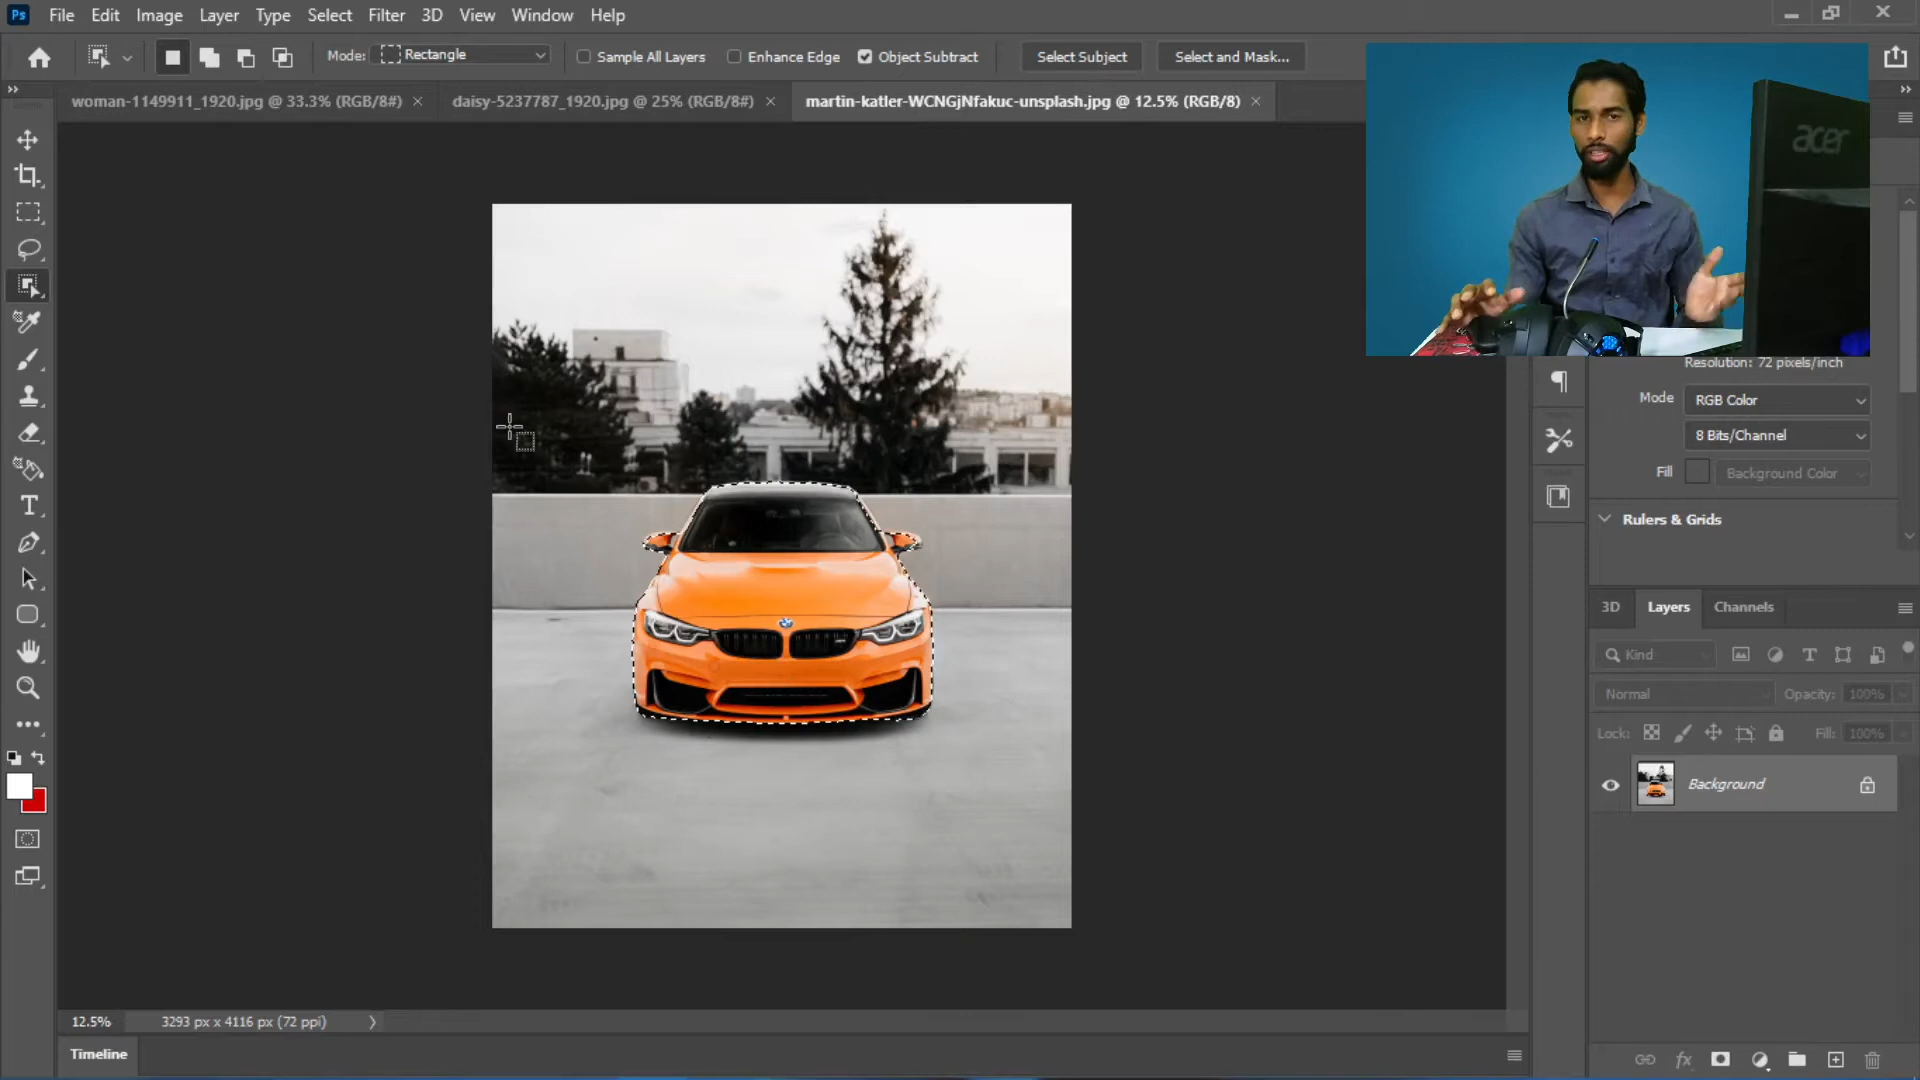 Ps File Edit Image Layer Type Select Filter 3D View Window Help
Mode: Rectangle Sample All Layers Enhance Edge Object Subtract Select Subject Select and Mask...
woman-1149911_1920.jpg @ 33.3% (RGB/8#) daisy-5237787_1920.jpg @ 25% (RGB/8#) martin-katler-WCNGjNfakuc-unsplash.jpg @ 12.5% (RGB/8)
acer
Resolution: 72 pixels/inch
Mode RGB Color
8 Bits/Channel
Fill Background Color
Rulers & Grids
3D Layers Channels
Kind
Normal Opacity: 100%
Lock: Fill: 100%
Background
fx
12.5% 3293 px x 4116 px (72 ppi)
Timeline